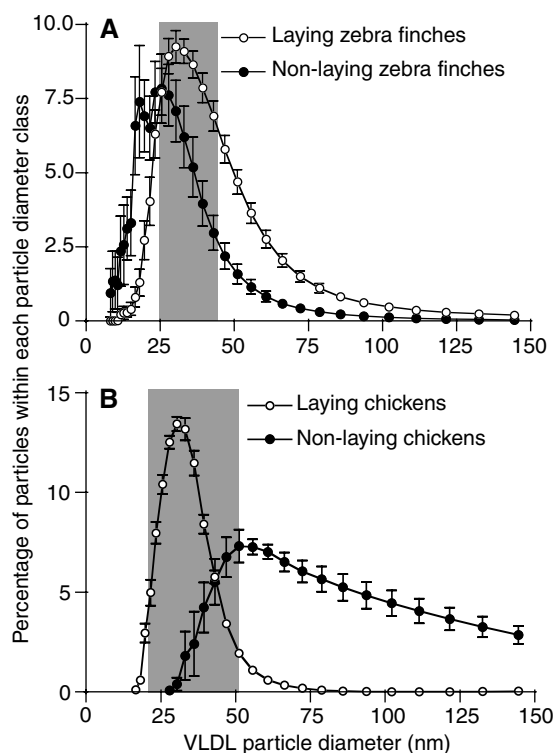 Percentage of particles within each particle diameter class
A
Laying zebra finches
Non-laying zebra finches
10.0
7.5
5.0
2.5
0
0 25 50 75 100 125 150
B
Laying chickens
Non-laying chickens
15
10
5
0
0 25 50 75 100 125 150
VLDL particle diameter (nm)